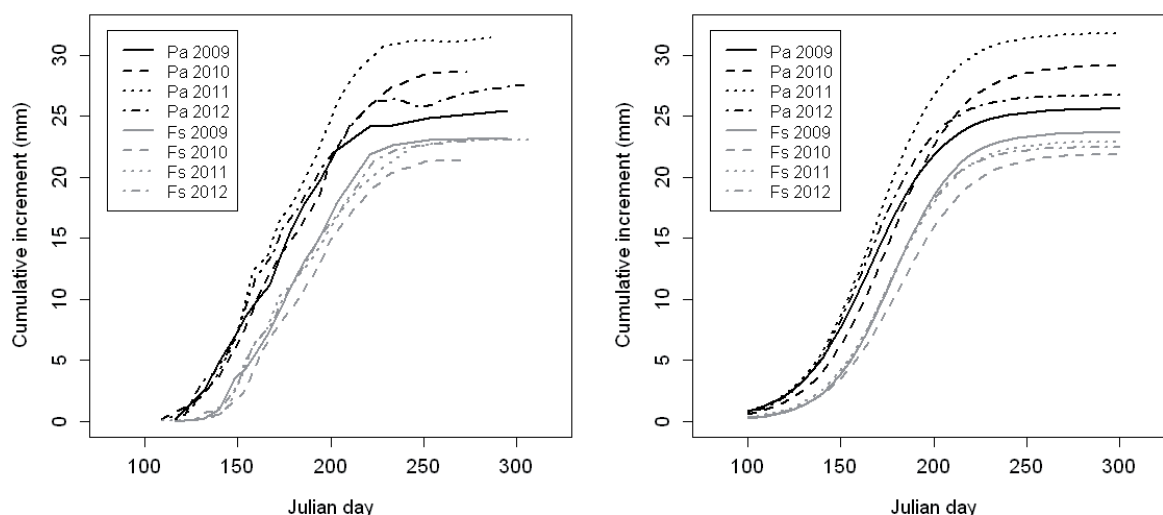 Pa 2009
Pa 2010
Pa 2011
Pa 2012
Fs 2009
Fs 2010
Fs 2011
Fs 2012
Cumulative increment (mm)
0
5
10
15
20
25
30
100
150
200
250
300
Julian day
Pa 2009
Pa 2010
Pa 2011
Pa 2012
Fs 2009
Fs 2010
Fs 2011
Fs 2012
Cumulative increment (mm)
0
5
10
15
20
25
30
100
150
200
250
300
Julian day